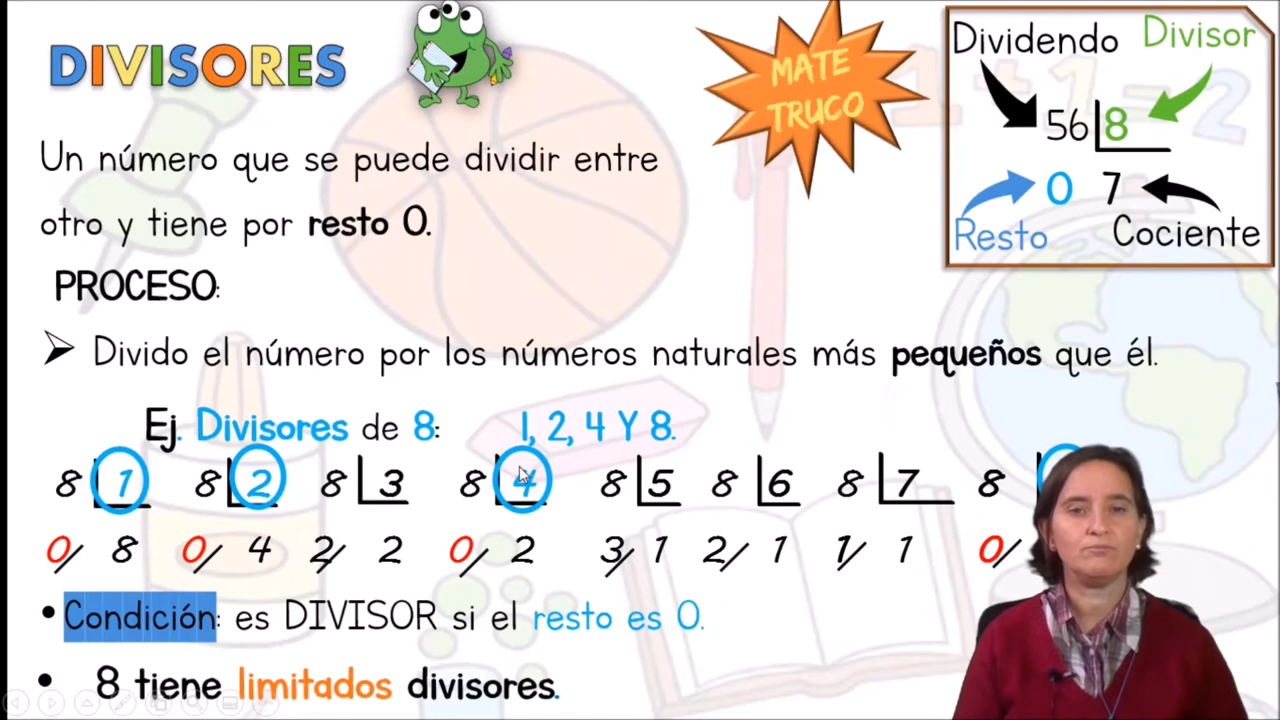 DIVISORES
MATE
TRUCO
Dividendo Divisor
56 8
0 7
Resto Cociente
Un número que se puede dividir entre
otro y tiene por resto 0.
PROCESO:
➢ Divido el número por los números naturales más pequeños que él.
Ej. Divisores de 8: 1, 2, 4 Y 8.
8 1 8 2 8 3 8 4 8 5 8 6 8 7 8
0/ 8 0/ 4 2/ 2 0/ 2 3/ 1 2/ 1 1/ 1 0/
• Condición: es DIVISOR si el resto es 0.
• 8 tiene limitados divisores.